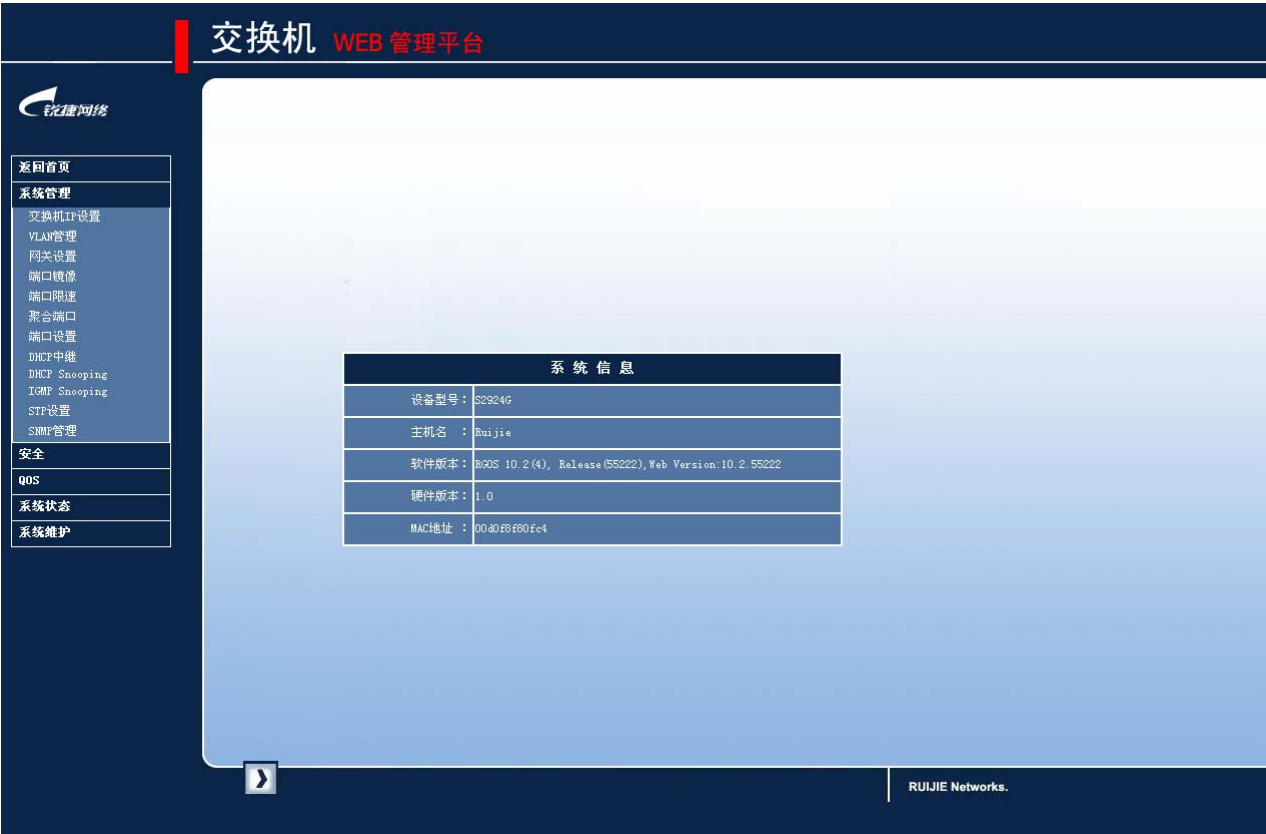 交换机 WEB 管理平台
锐捷网络
返回首页
系统管理
交换机IP设置
VLAN管理
网关设置
端口镜像
端口限速
聚合端口
端口设置
DHCP中继
DHCP Snooping
IGMP Snooping
STP设置
SNMP管理
安全
QOS
系统状态
系统维护
系统信息
设备型号： S2924G
主机名 ： Ruijie
软件版本： RGOS 10.2(4), Release(55222),Web Version:10.2.55222
硬件版本： 1.0
MAC地址 ： 00d0f8f80fc4
RUIJIE Networks.